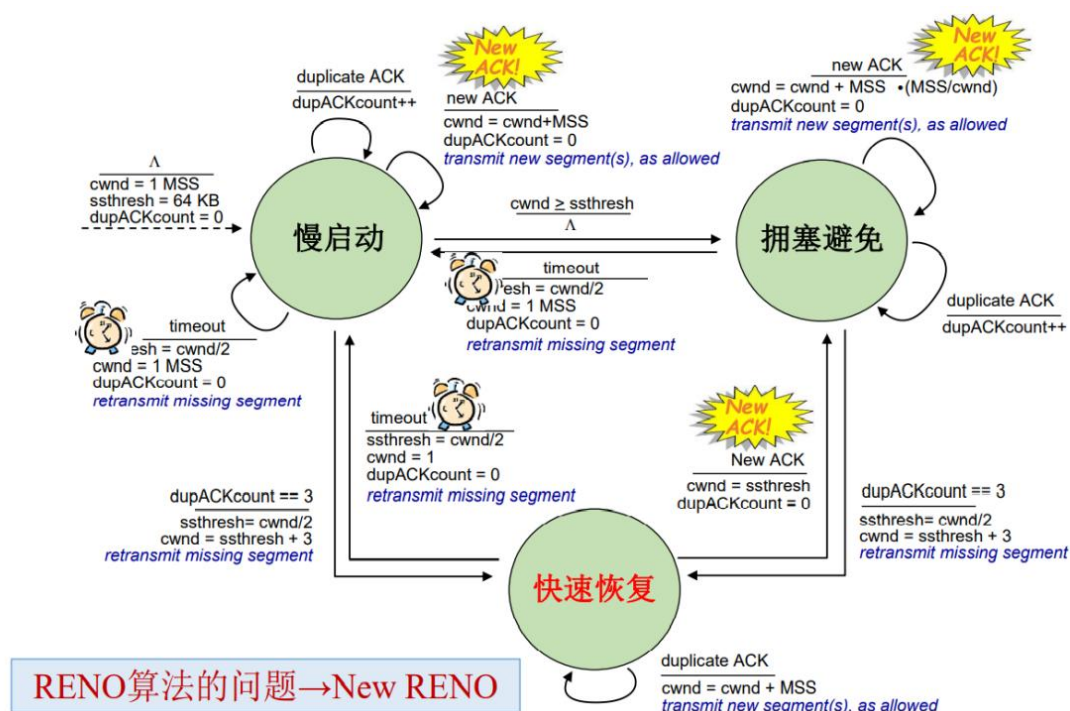 duplicate ACK
dupACKcount++
New
ACK!
new ACK
cwnd = cwnd+MSS
dupACKcount = 0
transmit new segment(s), as allowed
New
ACK!
new ACK
cwnd = cwnd + MSS •(MSS/cwnd)
dupACKcount = 0
transmit new segment(s), as allowed
Λ
cwnd = 1 MSS
ssthresh = 64 KB
dupACKcount = 0
慢启动
cwnd ≥ ssthresh
Λ
拥塞避免
timeout
resh = cwnd/2
cwnd = 1 MSS
dupACKcount = 0
retransmit missing segment
duplicate ACK
dupACKcount++
timeout
esh = cwnd/2
cwnd = 1 MSS
dupACKcount = 0
retransmit missing segment
timeout
ssthresh = cwnd/2
cwnd = 1
dupACKcount = 0
retransmit missing segment
New
ACK!
New ACK
cwnd = ssthresh
dupACKcount = 0
dupACKcount == 3
ssthresh= cwnd/2
cwnd = ssthresh + 3
retransmit missing segment
dupACKcount == 3
ssthresh= cwnd/2
cwnd = ssthresh + 3
retransmit missing segment
快速恢复
duplicate ACK
cwnd = cwnd + MSS
transmit new segment(s), as allowed
RENO算法的问题→New RENO